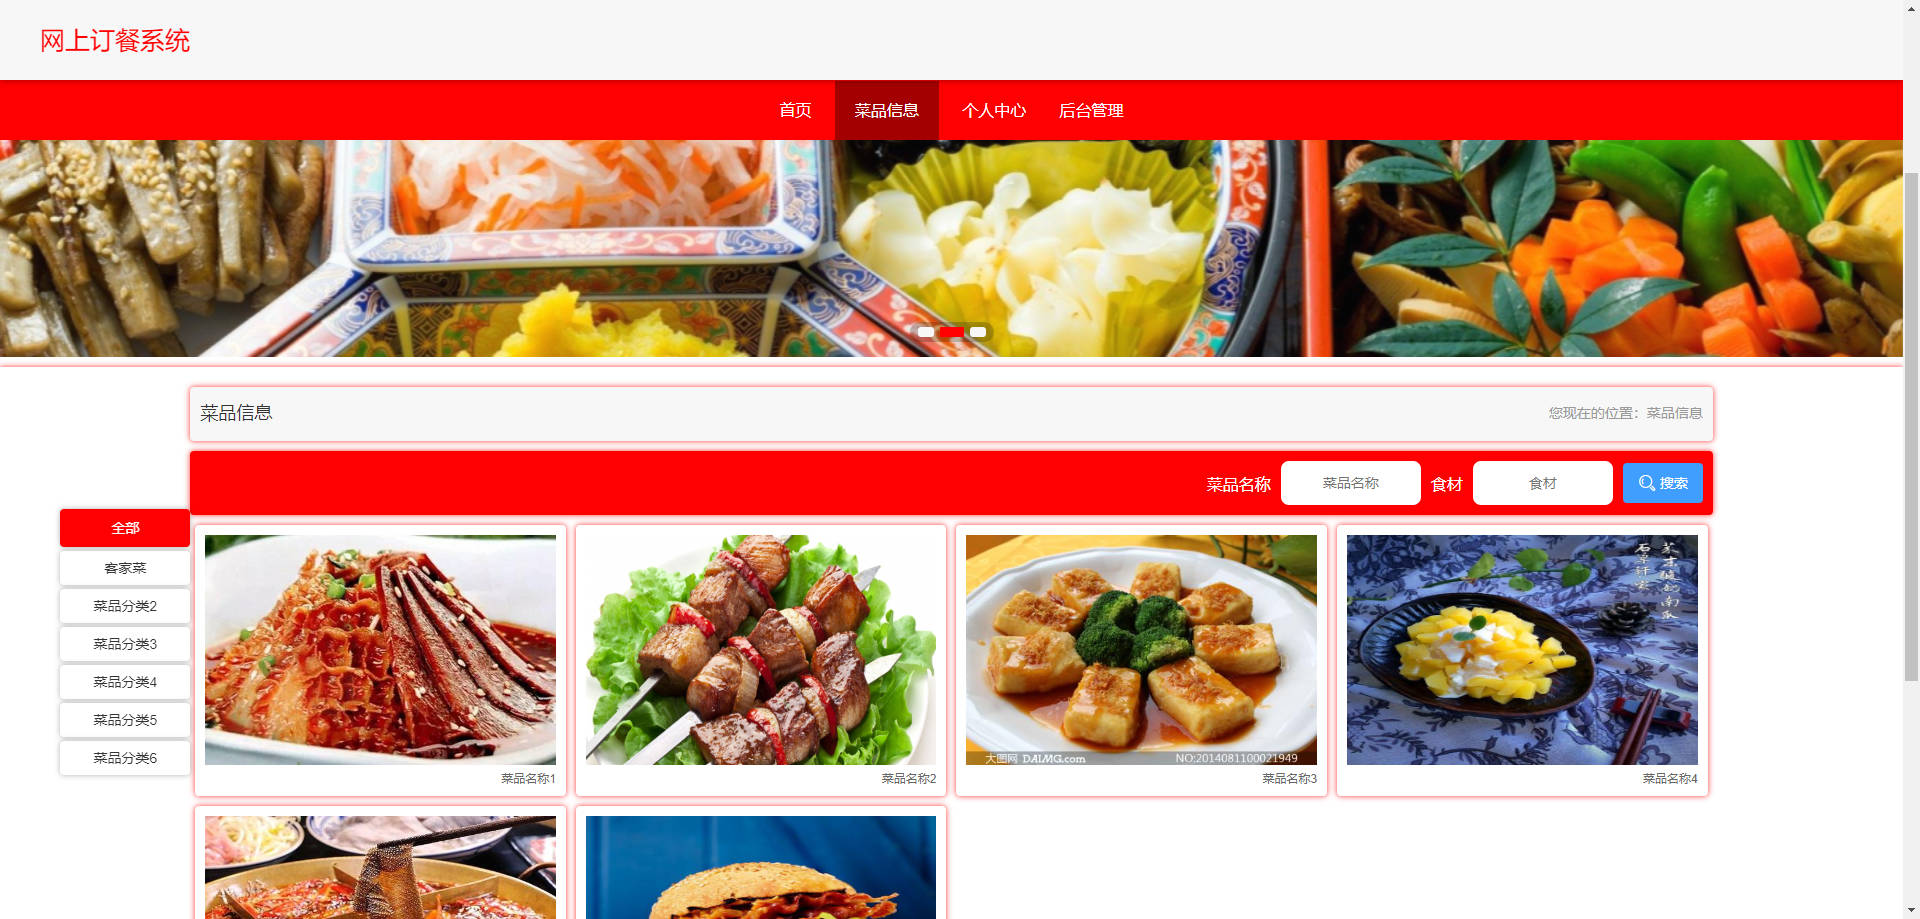 网上订餐系统
首页 菜品信息 个人中心 后台管理
菜品信息
您现在的位置：菜品信息
菜品名称 菜品名称 食材 食材 搜索
全部
客家菜
菜品分类2
菜品分类3
菜品分类4
菜品分类5
菜品分类6
大图网 DAIMG.com NO:2014081100021949
菜品名称1
菜品名称2
菜品名称3
菜品名称4